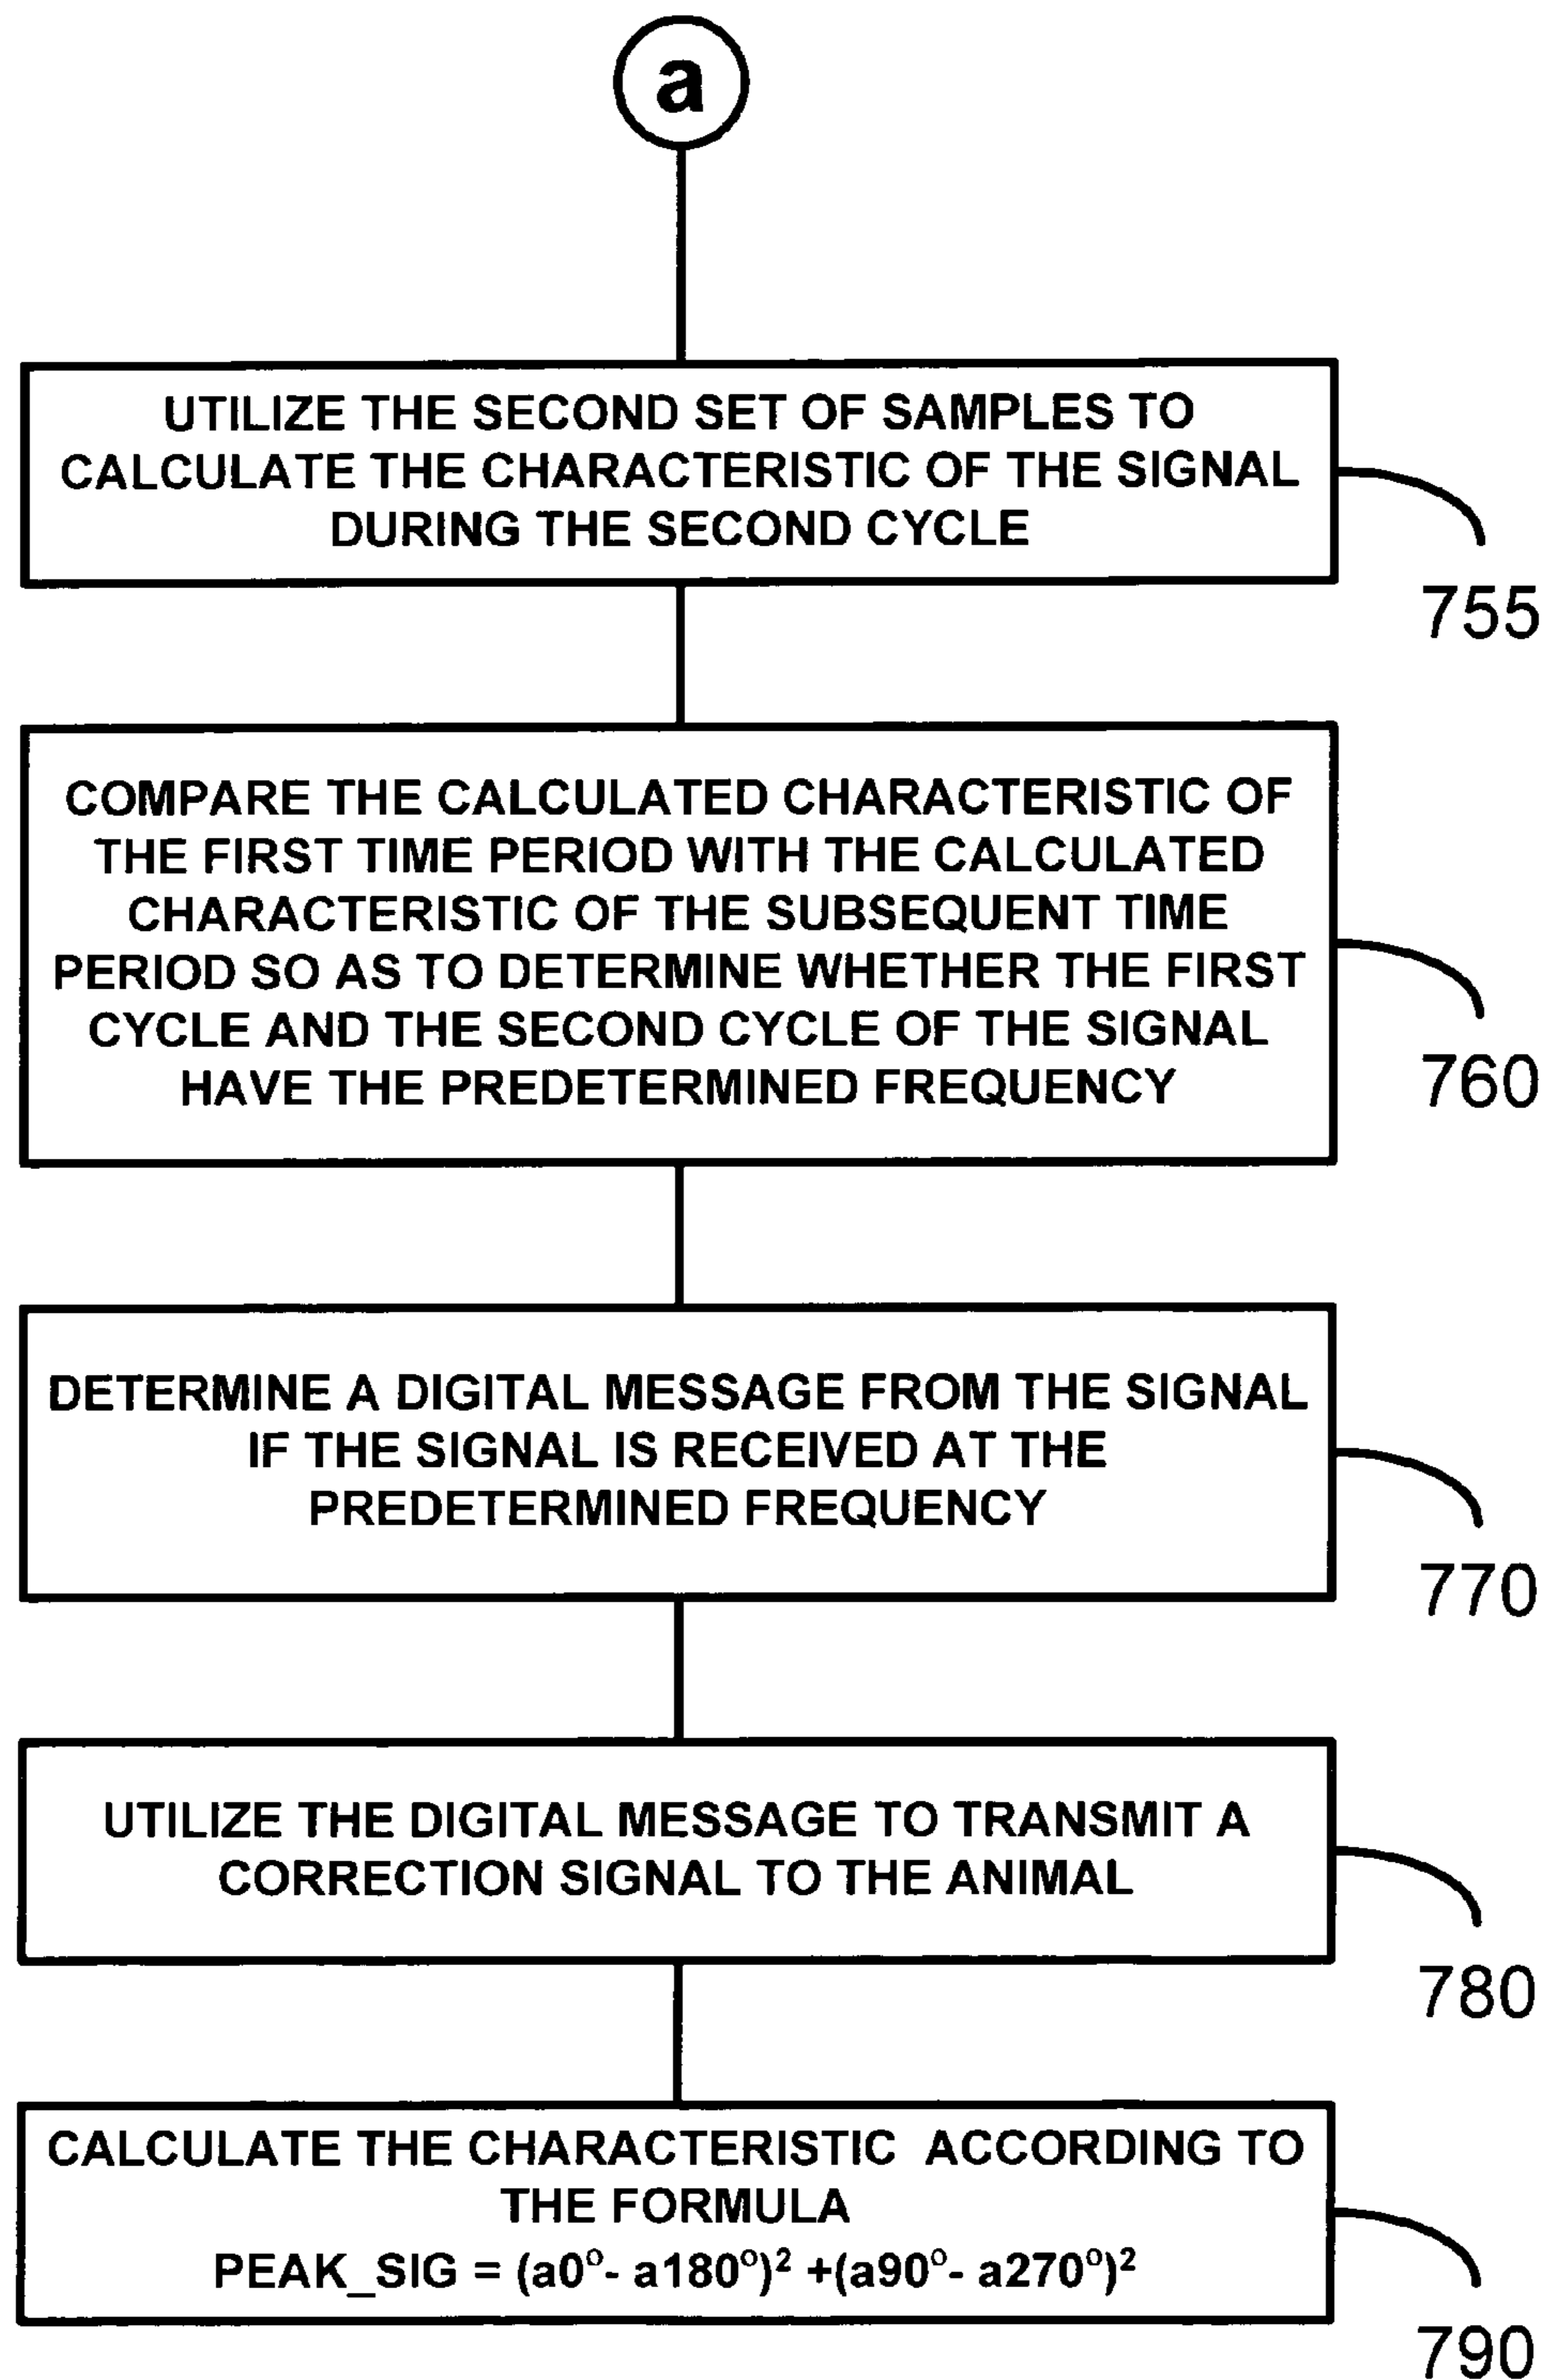 a
UTILIZE THE SECOND SET OF SAMPLES TO
CALCULATE THE CHARACTERISTIC OF THE SIGNAL
DURING THE SECOND CYCLE
755
COMPARE THE CALCULATED CHARACTERISTIC OF
THE FIRST TIME PERIOD WITH THE CALCULATED
CHARACTERISTIC OF THE SUBSEQUENT TIME
PERIOD SO AS TO DETERMINE WHETHER THE FIRST
CYCLE AND THE SECOND CYCLE OF THE SIGNAL
HAVE THE PREDETERMINED FREQUENCY
760
DETERMINE A DIGITAL MESSAGE FROM THE SIGNAL
IF THE SIGNAL IS RECEIVED AT THE
PREDETERMINED FREQUENCY
770
UTILIZE THE DIGITAL MESSAGE TO TRANSMIT A
CORRECTION SIGNAL TO THE ANIMAL
780
CALCULATE THE CHARACTERISTIC ACCORDING TO
THE FORMULA
PEAK_SIG = (a0°- a180°)² +(a90°- a270°)²
790